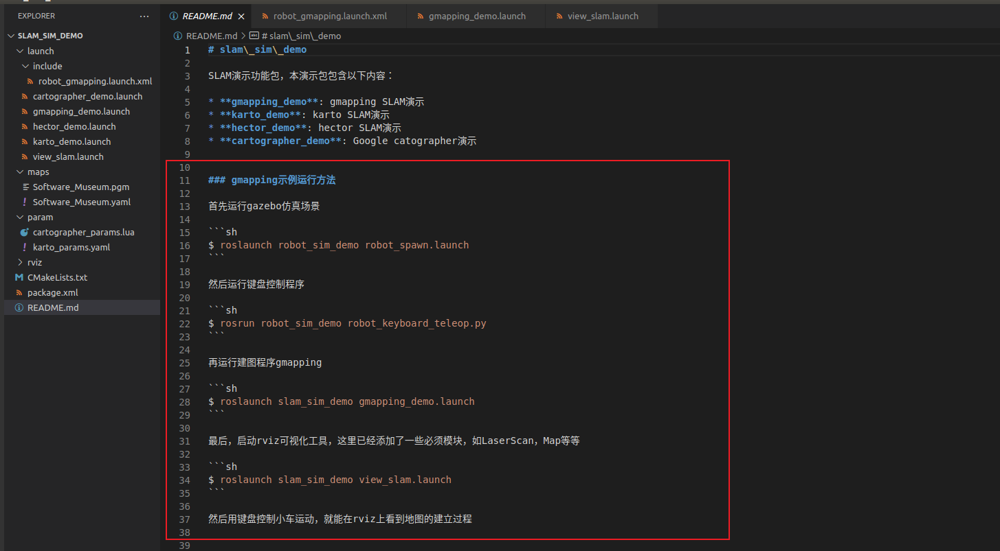 EXPLORER
···
README.md
robot_gmapping.launch.xml
gmapping_demo.launch
view_slam.launch
SLAM_SIM_DEMO
launch
include
robot_gmapping.launch.xml
cartographer_demo.launch
gmapping_demo.launch
hector_demo.launch
karto_demo.launch
view_slam.launch
maps
Software_Museum.pgm
Software_Museum.yaml
param
cartographer_params.lua
karto_params.yaml
rviz
CMakeLists.txt
package.xml
README.md
README.md > # slam\_sim\_demo
1 # slam\_sim\_demo
2
3 SLAM演示功能包，本演示包包含以下内容：
4
5 * **gmapping_demo**: gmapping SLAM演示
6 * **karto_demo**: karto SLAM演示
7 * **hector_demo**: hector SLAM演示
8 * **cartographer_demo**: Google catographer演示
9
10
11 ### gmapping示例运行方法
12
13 首先运行gazebo仿真场景
14
15 ```sh
16 $ roslaunch robot_sim_demo robot_spawn.launch
17 ```
18
19 然后运行键盘控制程序
20
21 ```sh
22 $ rosrun robot_sim_demo robot_keyboard_teleop.py
23 ```
24
25 再运行建图程序gmapping
26
27 ```sh
28 $ roslaunch slam_sim_demo gmapping_demo.launch
29 ```
30
31 最后，启动rviz可视化工具，这里已经添加了一些必须模块，如LaserScan，Map等等
32
33 ```sh
34 $ roslaunch slam_sim_demo view_slam.launch
35 ```
36
37 然后用键盘控制小车运动，就能在rviz上看到地图的建立过程
38
39